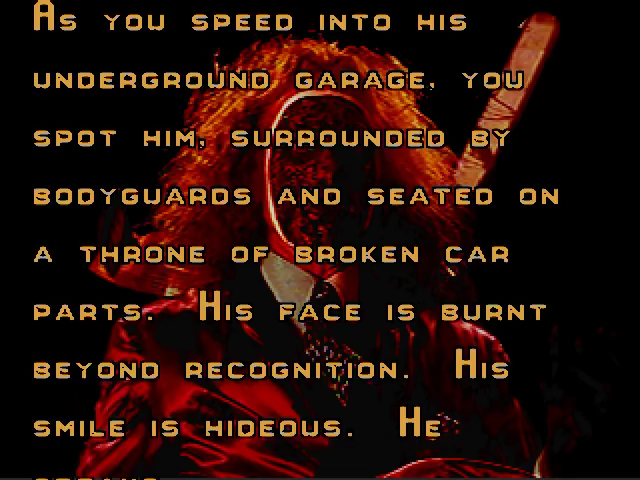 As you speed into his
underground garage, you
spot him, surrounded by
bodyguards and seated on
a throne of broken car
parts. His face is burnt
beyond recognition. His
smile is hideous. He